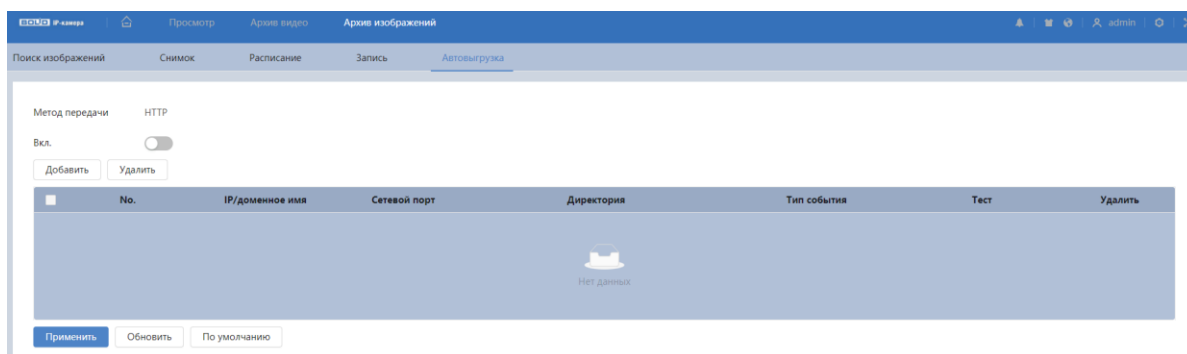 BOLID IP-камера Просмотр Архив видео Архив изображений admin
Поиск изображений Снимок Расписание Запись Автовыгрузка
Метод передачи HTTP
Вкл.
Добавить Удалить
No. IP/доменное имя Сетевой порт Директория Тип события Тест Удалить
Нет данных
Применить Обновить По умолчанию